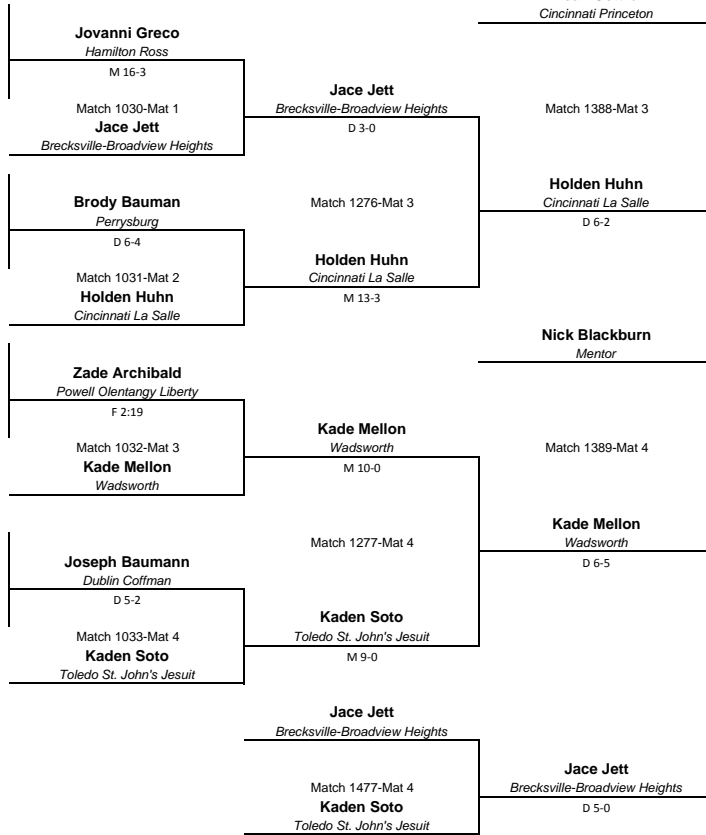 Cincinnati Princeton
Jovanni Greco
Hamilton Ross
M 16-3
Match 1030-Mat 1
Jace Jett
Brecksville-Broadview Heights
Jace Jett
Brecksville-Broadview Heights
D 3-0
Match 1388-Mat 3
Brody Bauman
Perrysburg
D 6-4
Match 1276-Mat 3
Holden Huhn
Cincinnati La Salle
D 6-2
Match 1031-Mat 2
Holden Huhn
Cincinnati La Salle
Holden Huhn
Cincinnati La Salle
M 13-3
Nick Blackburn
Mentor
Zade Archibald
Powell Olentangy Liberty
F 2:19
Match 1032-Mat 3
Kade Mellon
Wadsworth
Kade Mellon
Wadsworth
M 10-0
Match 1389-Mat 4
Joseph Baumann
Dublin Coffman
D 5-2
Match 1277-Mat 4
Kade Mellon
Wadsworth
D 6-5
Match 1033-Mat 4
Kaden Soto
Toledo St. John's Jesuit
Kaden Soto
Toledo St. John's Jesuit
M 9-0
Jace Jett
Brecksville-Broadview Heights
Match 1477-Mat 4
Kaden Soto
Toledo St. John's Jesuit
Jace Jett
Brecksville-Broadview Heights
D 5-0